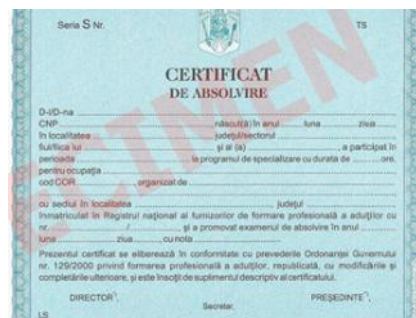 Seria S Nr. TS
CERTIFICAT
DE ABSOLVIRE
D-l/D-na
CNP născut(ă) în anul luna ziua
în localitatea județul/sectorul
fiul/fiica lui și al (a) , a participat în
perioada , la programul de specializare cu durata de ore,
pentru ocupația
cod COR , organizat de
cu sediul în localitatea județul
înmatriculat în Registrul național al furnizorilor de formare profesională a adulților cu
nr. / , și a promovat examenul de absolvire în anul
luna ziua cu nota
Prezentul certificat se eliberează în conformitate cu prevederile Ordonanței Guvernului
nr. 129/2000 privind formarea profesională a adulților, republicată, cu modificările și
completările ulterioare, și este însoțit de suplimentul descriptiv al certificatului.
DIRECTOR, PREȘEDINTE,
Secretar,
LS
CIMEN